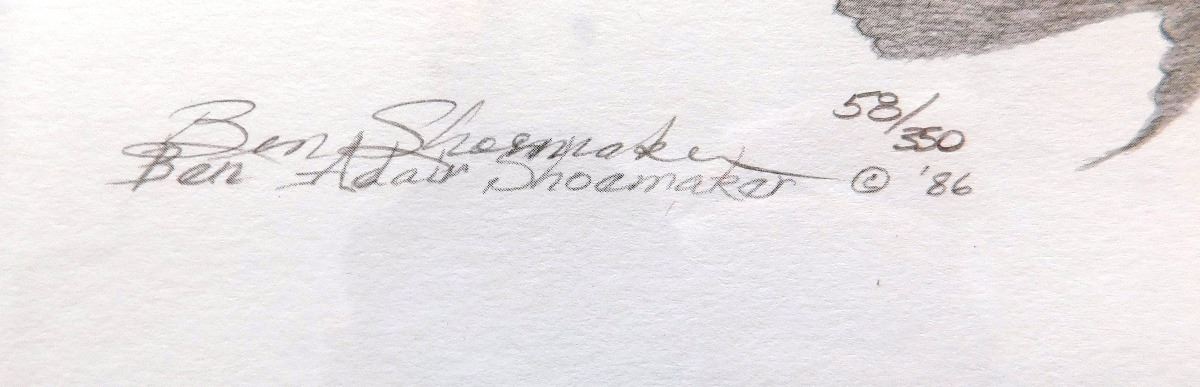 Ben Shoemaker 58/350
Ben Adair Shoemaker © '86